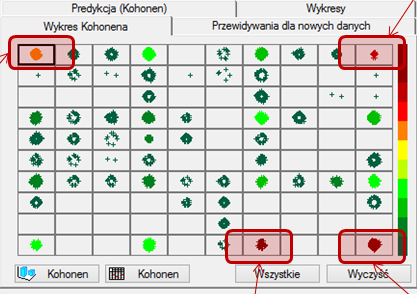 Predykcja (Kohonen)
Wykresy
Wykres Kohonena
Przewidywania dla nowych danych
Kohonen
Kohonen
Wszystkie
Wyczyść